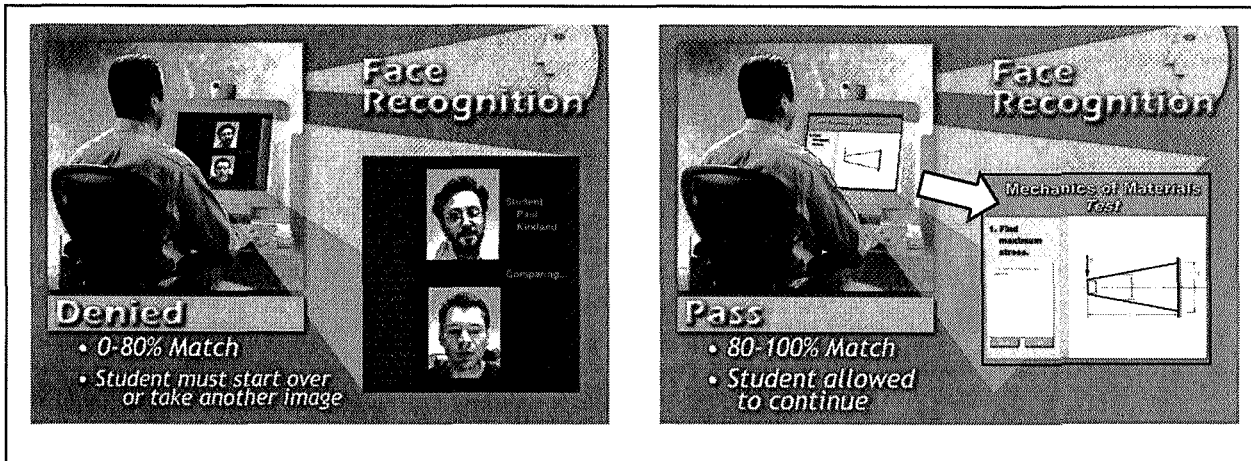 Face
Recognition
Student
Paul
Kirkland
Comparing...
Denied
• 0-80% Match
• Student must start over
or take another image
Face
Recognition
Mechanics of Materials
Test
1. Find
maximum
stress.
Pass
• 80-100% Match
• Student allowed
to continue